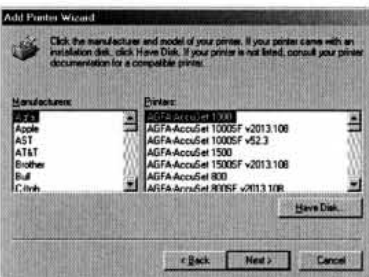 Add Printer Wizard
Click the manufacturer and model of your printer. If your printer came with an
installation disk, click Have Disk. If your printer is not listed, consult your printer
documentation for a compatible printer.
Manufacturers:
Agfa
Apple
AST
AT&T
Brother
Bull
C-Itoh
Printers:
AGFA-AccuSet 1000
AGFA-AccuSet 1000SF v2013.108
AGFA-AccuSet 1000SF v52.3
AGFA-AccuSet 1500
AGFA-AccuSet 1500SF v2013.108
AGFA-AccuSet 800
AGFA-AccuSet 800SF v2013.108
Have Disk...
< Back
Next >
Cancel